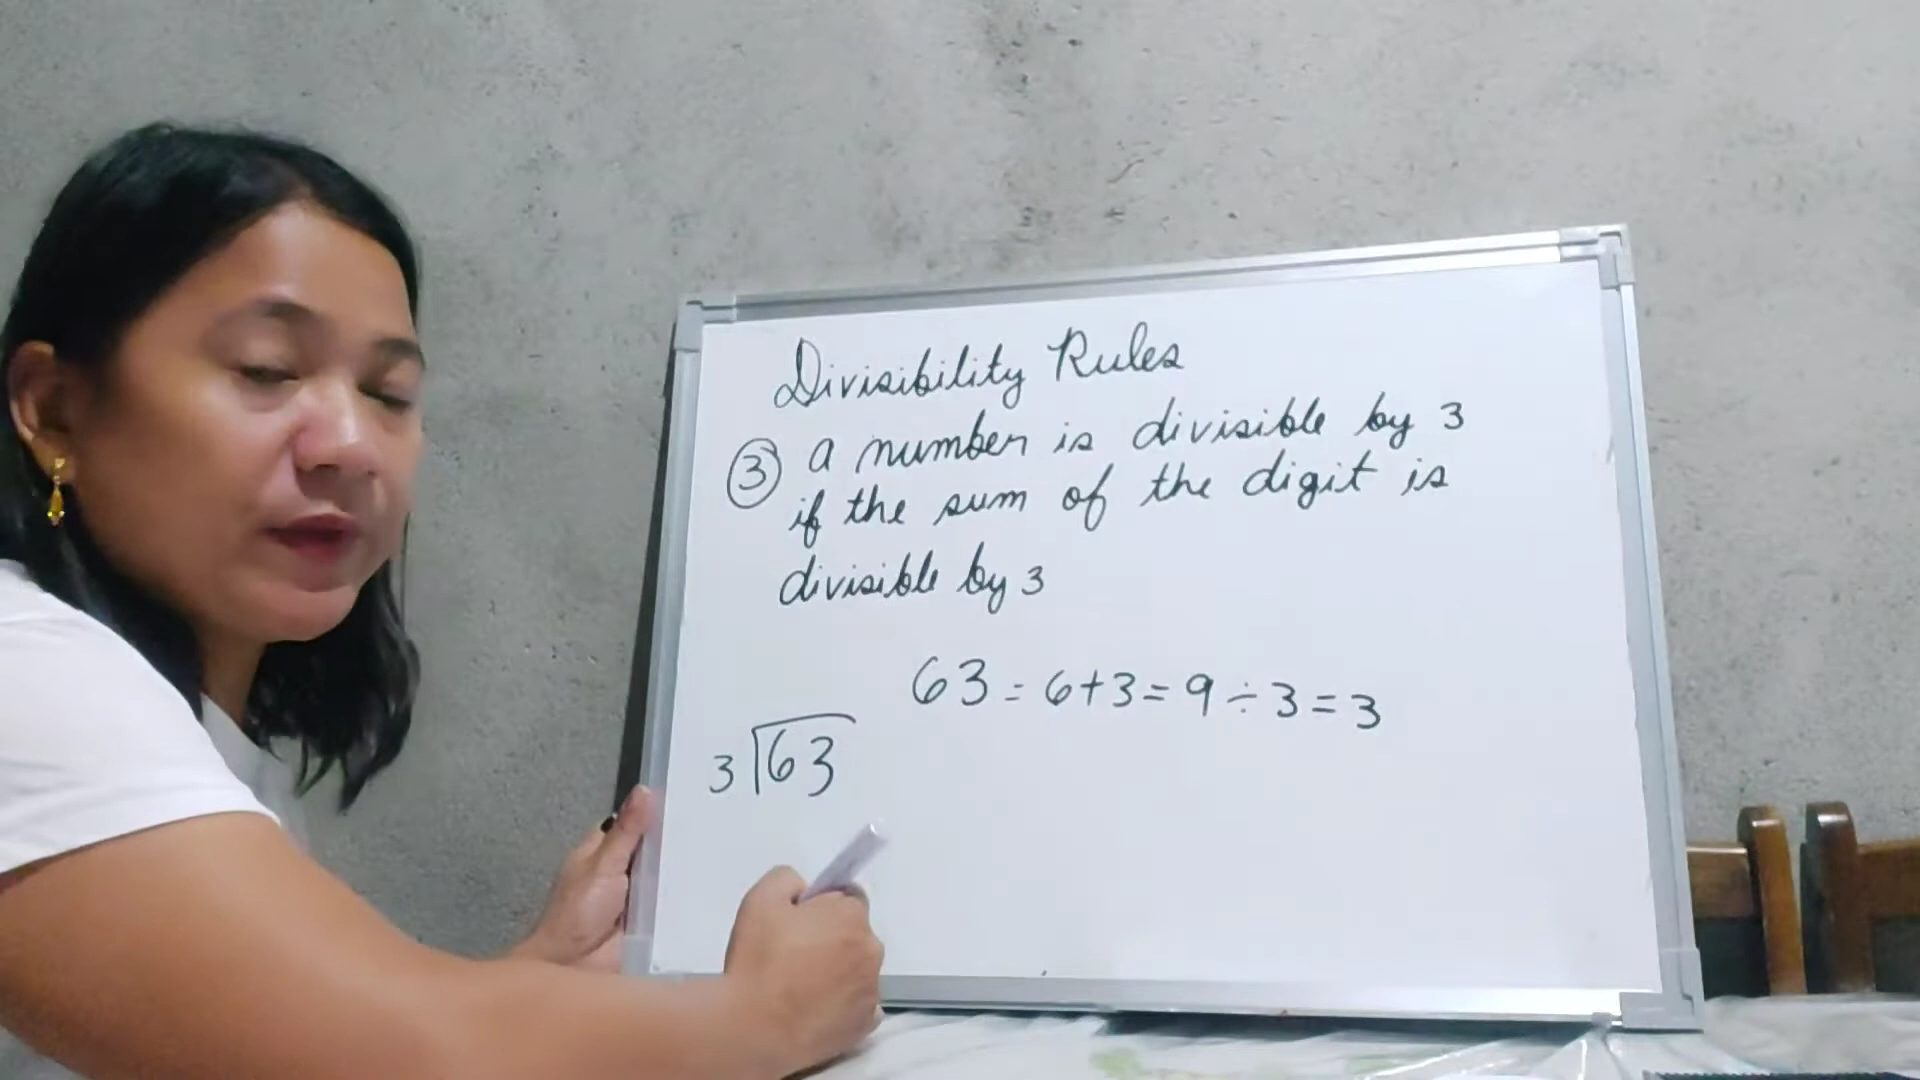 Divisibility Rules
③ a number is divisible by 3
if the sum of the digit is
divisible by 3
63 = 6+3 = 9 ÷ 3 = 3
3 √63